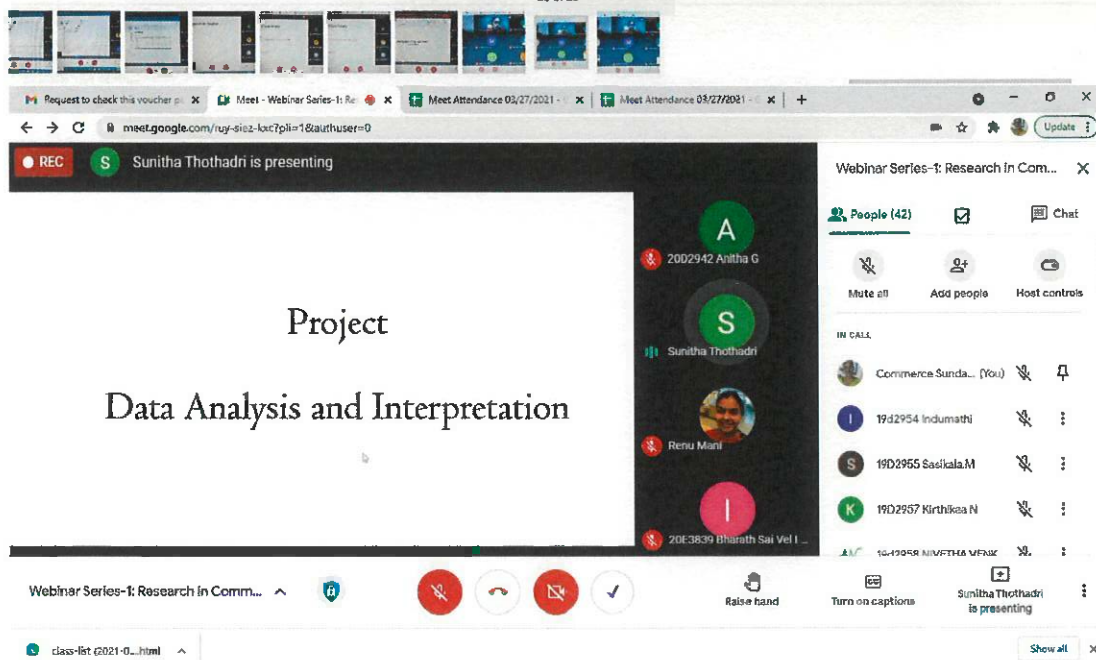 Request to check this voucher p
Meet - Webinar Series-1: Re
Meet Attendance 03/27/2021 -
Meet Attendance 03/27/2021 -
meet.google.com/ruy-siez-kxc?pli=1&authuser=0
Update
REC
S
Sunitha Thothadri is presenting
Project
Data Analysis and Interpretation
A
20D2942 Anitha G
S
Sunitha Thothadri
Renu Mani
I
20E3839 Bharath Sai Vel I ...
Webinar Series-1: Research in Com...
People (42)
Chat
Mute all
Add people
Host controls
IN CALL
Commerce Sunda... (You)
I
19d2954 Indumathi
S
19D2955 Sasikala.M
K
19D2957 Kirthikaa N
19d2958 NIVETHA VENK
Webinar Series-1: Research in Comm...
Raise hand
Turn on captions
Sunitha Thothadri
is presenting
class-list (2021-0....html
Show all